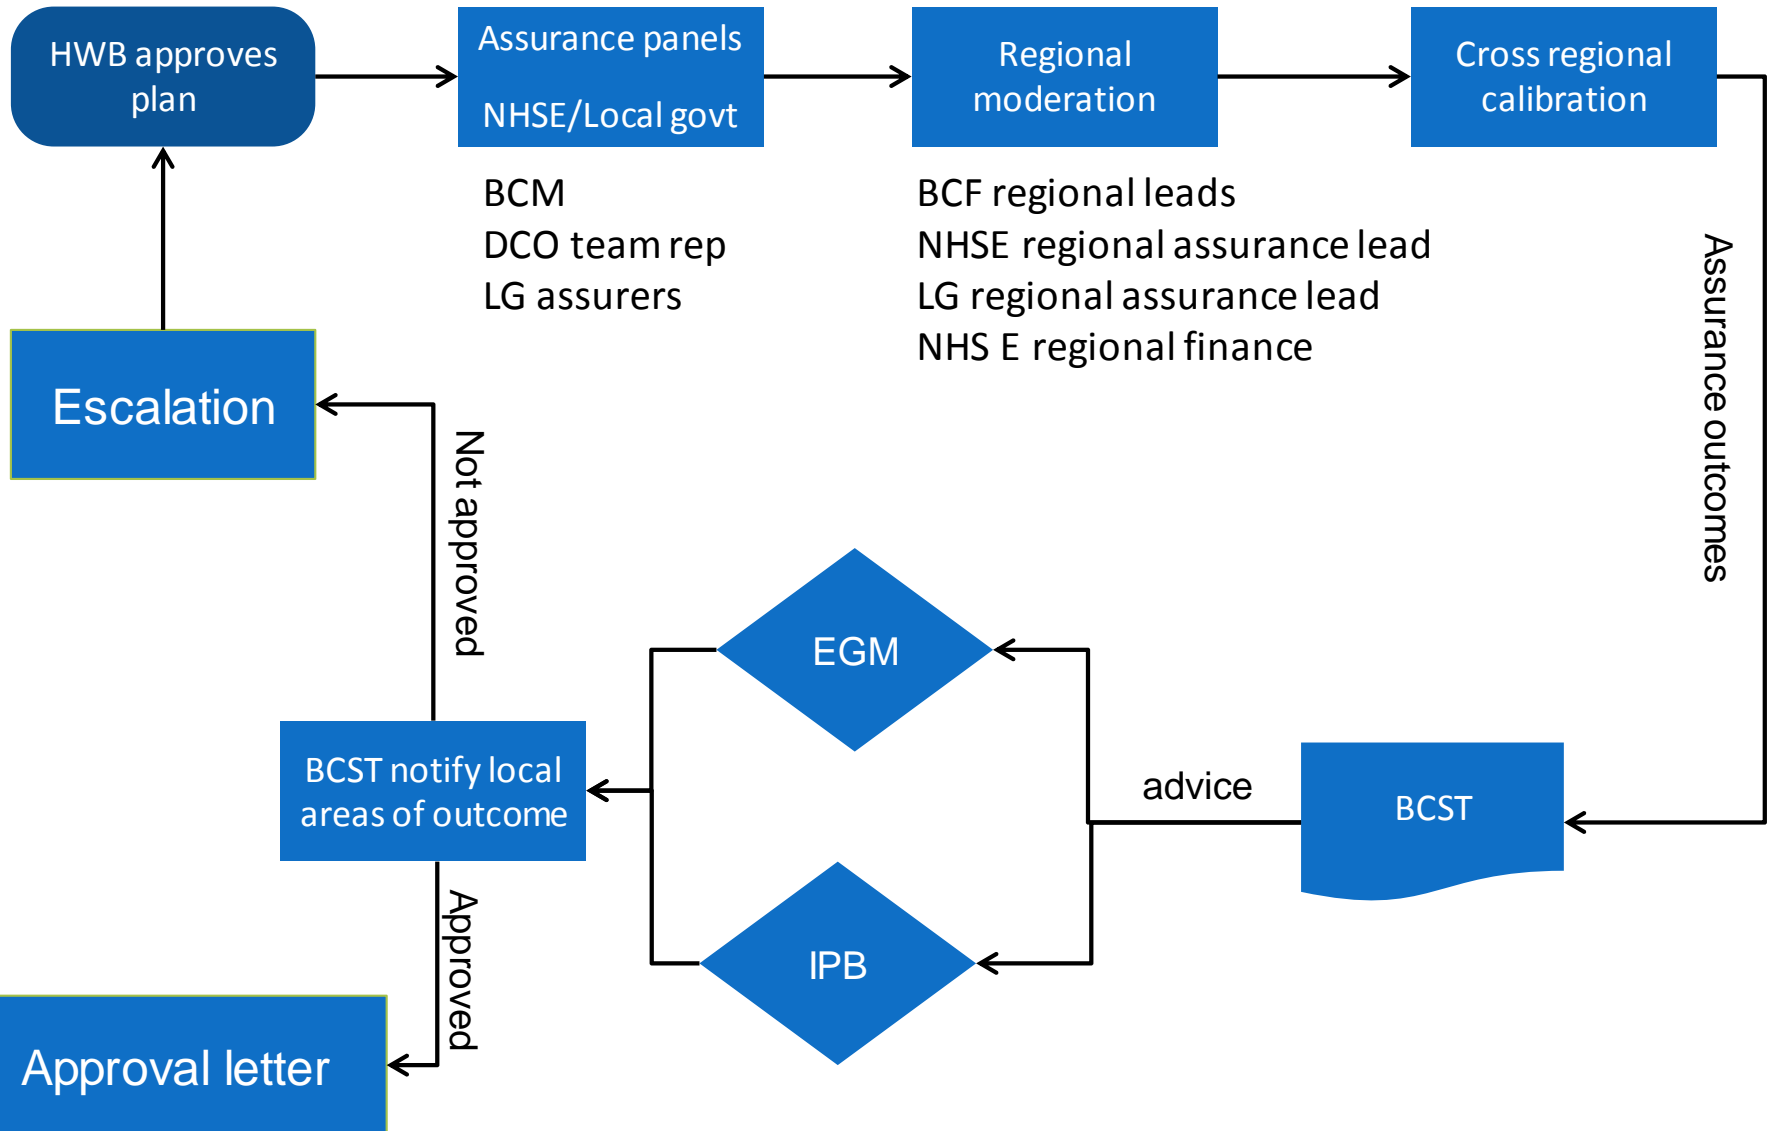 HWB approves
plan
Assurance panels
NHSE/Local govt
Regional
moderation
Cross regional
calibration
BCM
DCO team rep
LG assurers
BCF regional leads
NHSE regional assurance lead
LG regional assurance lead
NHS E regional finance
Assurance outcomes
Escalation
Not approved
EGM
BCST notify local
areas of outcome
advice
BCST
Approved
IPB
Approval letter